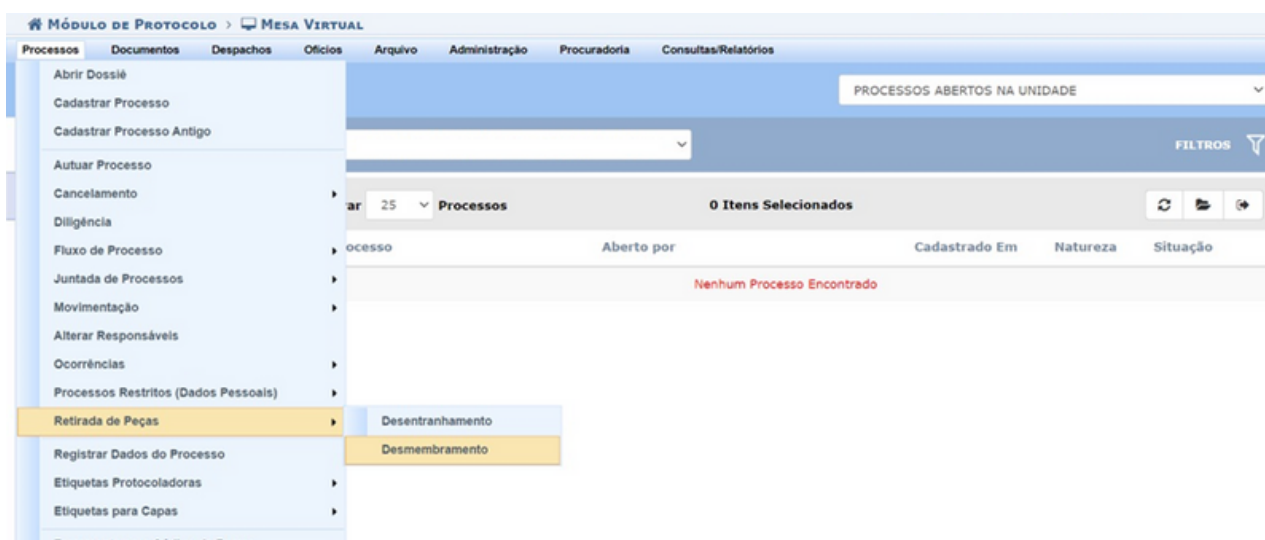 MÓDULO DE PROTOCOLO > MESA VIRTUAL
Processos Documentos Despachos Ofícios Arquivo Administração Procuradoria Consultas/Relatórios
Abrir Dossiê
PROCESSOS ABERTOS NA UNIDADE
Cadastrar Processo
Cadastrar Processo Antigo
FILTROS
Autuar Processo
Cancelamento
ar 25 Processos 0 Itens Selecionados
Diligência
Fluxo de Processo
ocesso Aberto por Cadastrado Em Natureza Situação
Juntada de Processos
Nenhum Processo Encontrado
Movimentação
Alterar Responsáveis
Ocorrências
Processos Restritos (Dados Pessoais)
Retirada de Peças
Desentranhamento
Desmembramento
Registrar Dados do Processo
Etiquetas Protocoladoras
Etiquetas para Capas